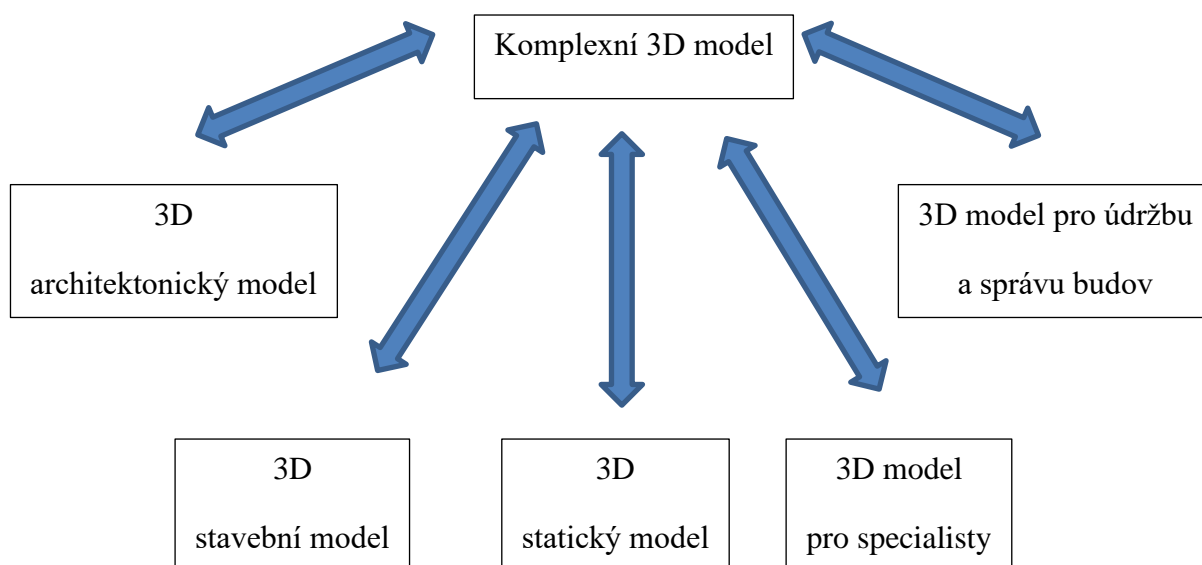 Komplexní 3D model
3D
architektonický model
3D model pro údržbu
a správu budov
3D
stavební model
3D
statický model
3D model
pro specialisty